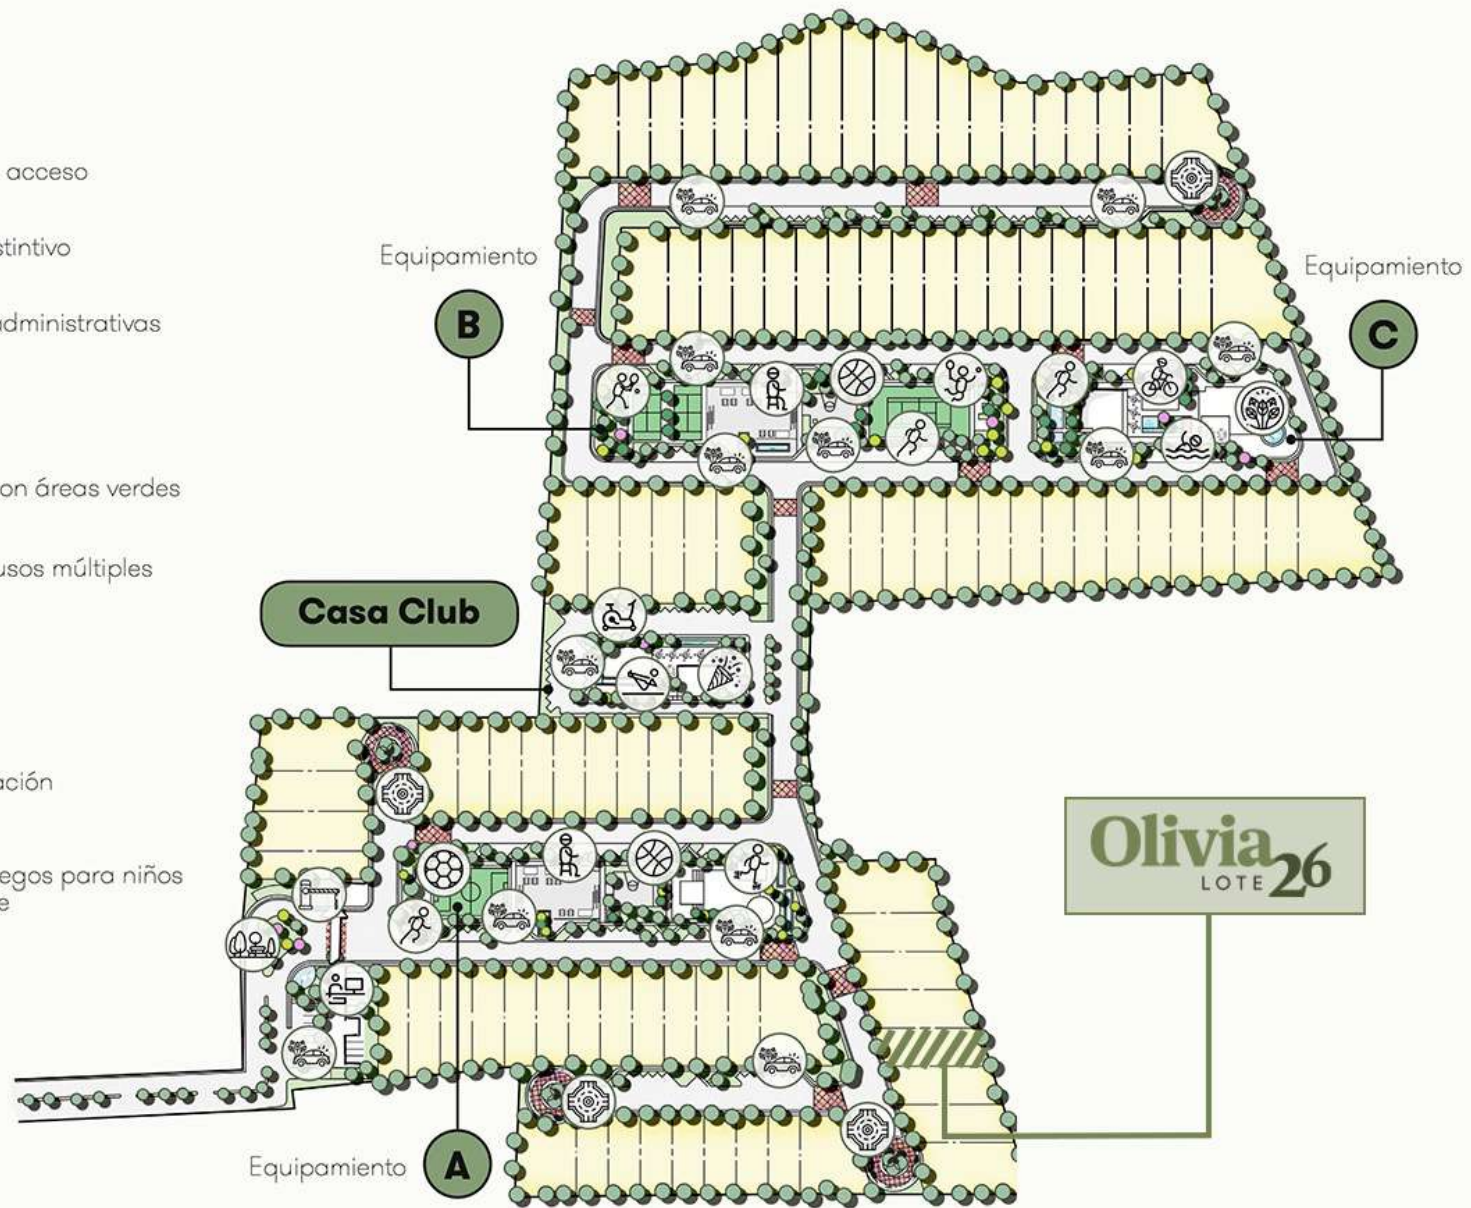 acceso
stintivo
administrativas
on áreas verdes
usos múltiples
ación
egos para niños
e
Equipamiento
B
Equipamiento
C
Casa Club
Olivia
LOTE 26
Equipamiento
A